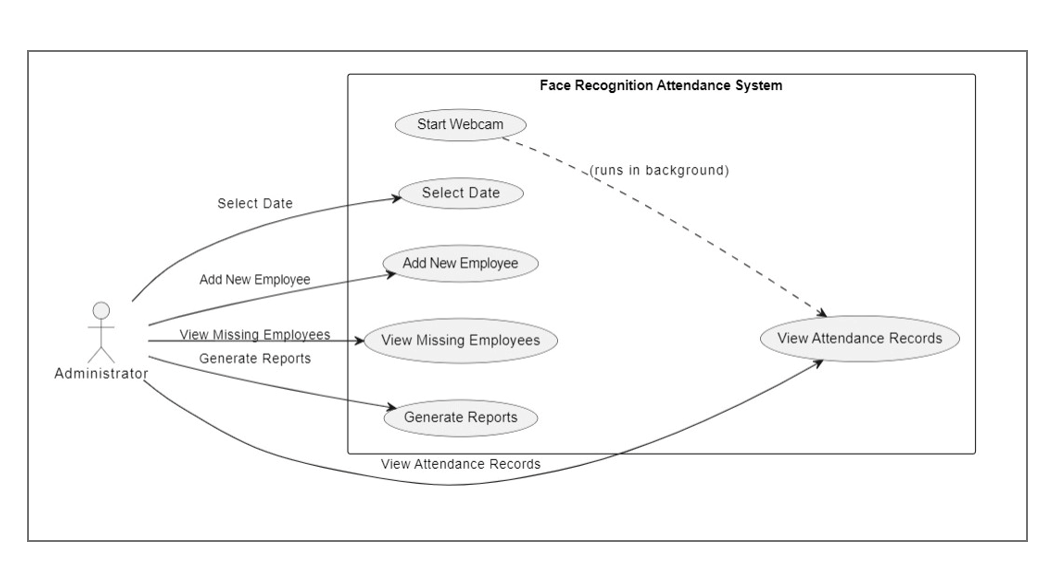 Face Recognition Attendance System
Start Webcam
(runs in background)
Select Date
Select Date
Add New Employee
Add New Employee
View Missing Employees
View Missing Employees
View Attendance Records
Generate Reports
Administrator
Generate Reports
View Attendance Records